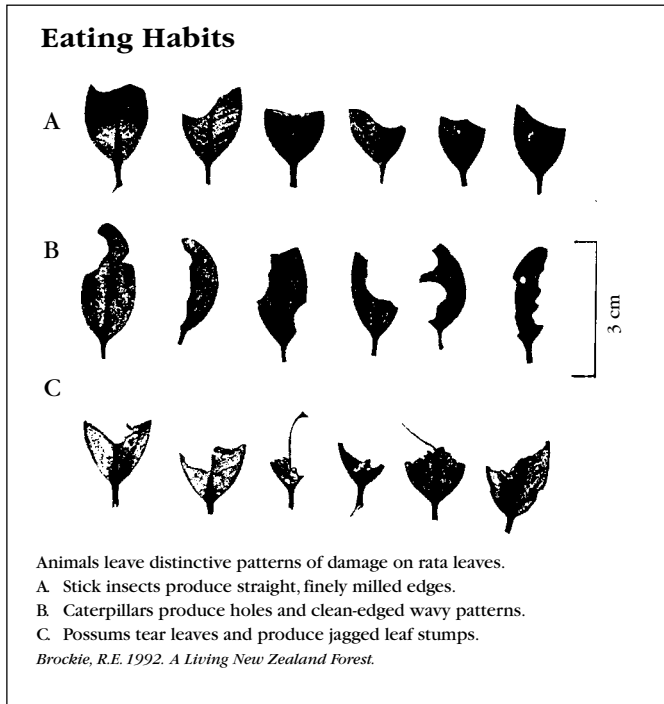 Eating Habits
A
B
3 cm
C
Animals leave distinctive patterns of damage on rata leaves.
A. Stick insects produce straight, finely milled edges.
B. Caterpillars produce holes and clean-edged wavy patterns.
C. Possums tear leaves and produce jagged leaf stumps.
Brockie, R.E. 1992. A Living New Zealand Forest.